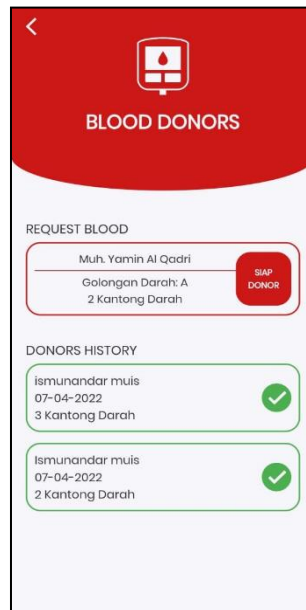 BLOOD DONORS
REQUEST BLOOD
Muh. Yamin Al Qadri
Golongan Darah: A
2 Kantong Darah
SIAP
DONOR
DONORS HISTORY
ismunandar muis
07-04-2022
3 Kantong Darah
Ismunandar muis
07-04-2022
2 Kantong Darah